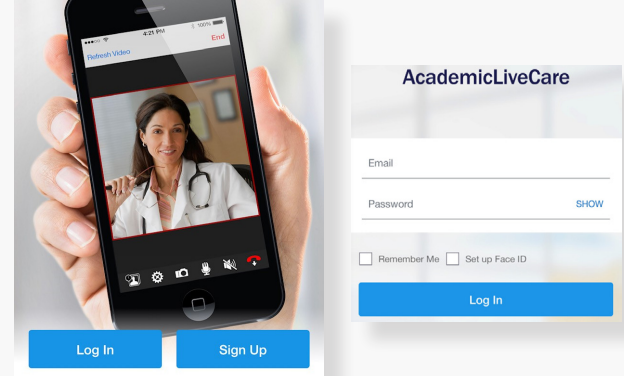 4:21 PM
100%
Refresh Video
End
Log In
Sign Up
AcademicLiveCare
Email
Password
SHOW
Remember Me
Set up Face ID
Log In